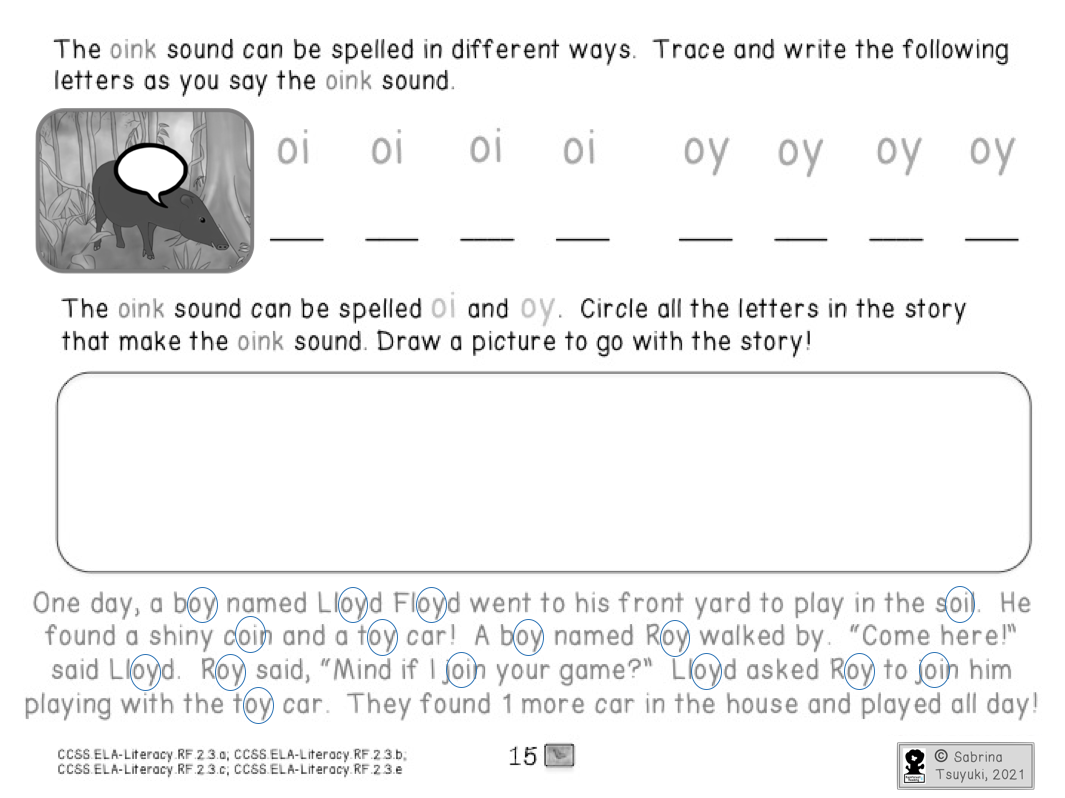 The oink sound can be spelled in different ways. Trace and write the following
letters as you say the oink sound.
oi oi oi oi oy oy oy oy
The oink sound can be spelled oi and oy. Circle all the letters in the story
that make the oink sound. Draw a picture to go with the story!
One day, a boy named Lloyd Floyd went to his front yard to play in the soil. He
found a shiny coin and a toy car! A boy named Roy walked by. "Come here!"
said Lloyd. Roy said, "Mind if I join your game?" Lloyd asked Roy to join him
playing with the toy car. They found 1 more car in the house and played all day!
CCSS.ELA-Literacy.RF.2.3.a; CCSS.ELA-Literacy.RF.2.3.b;
CCSS.ELA-Literacy.RF.2.3.c; CCSS.ELA-Literacy.RF.2.3.e
15
© Sabrina
Tsuyuki, 2021